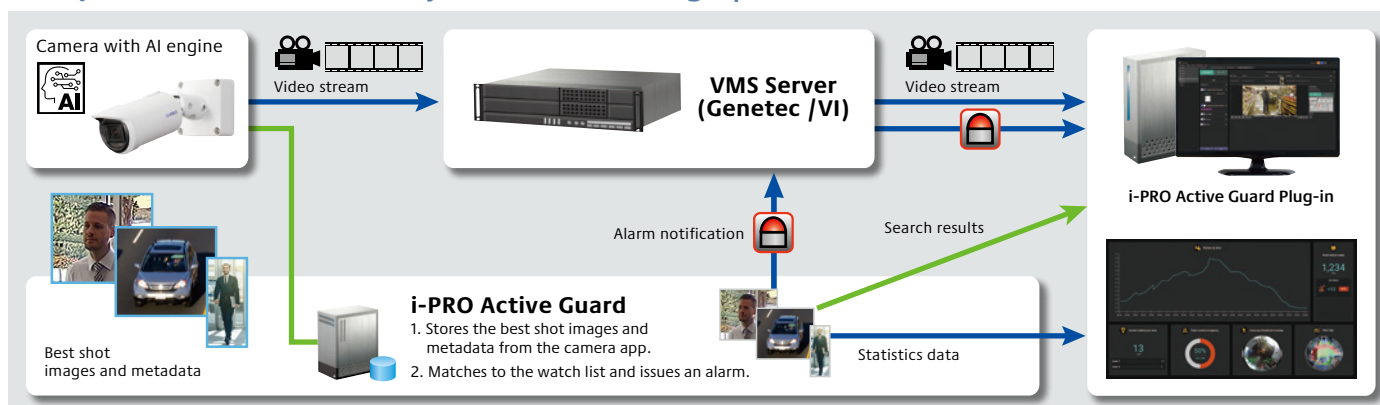 Camera with AI engine
AI
Video stream
VMS Server
(Genetec /VI)
Video stream
i-PRO Active Guard Plug-in
Alarm notification
Search results
i-PRO Active Guard
1. Stores the best shot images and
metadata from the camera app.
2. Matches to the watch list and issues an alarm.
Best shot
images and metadata
Statistics data
1,234
13
50%